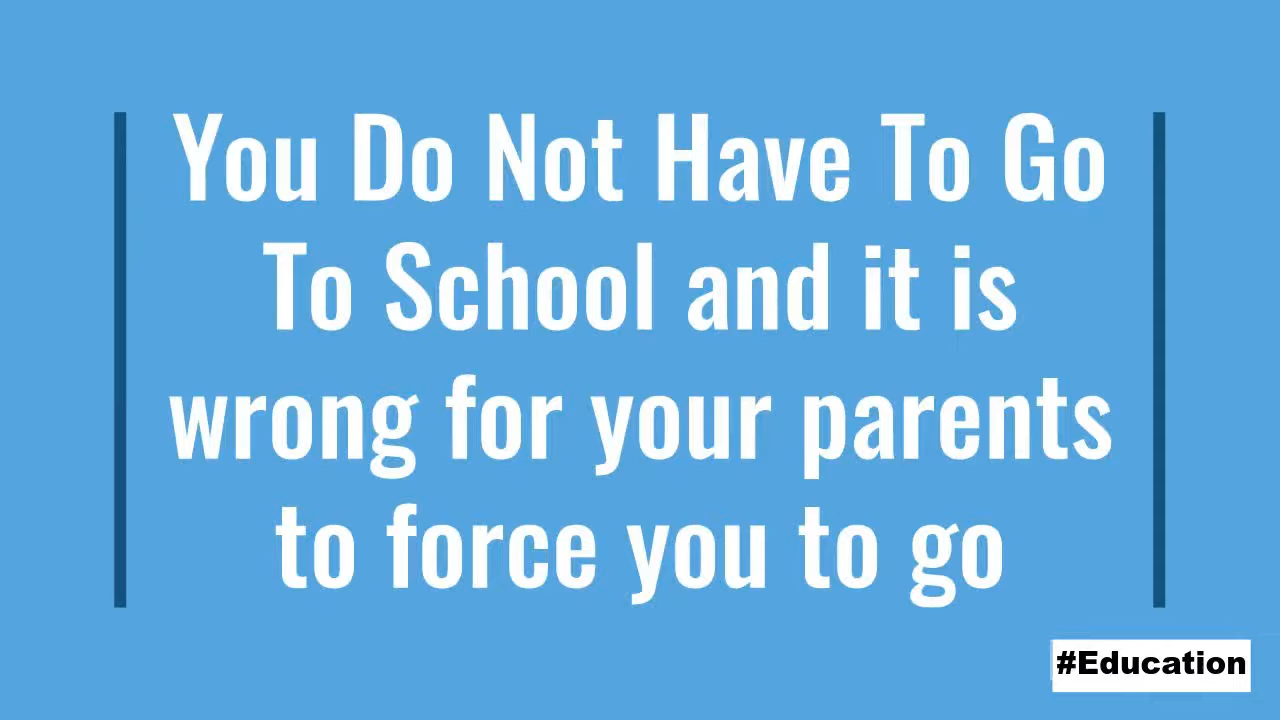 You Do Not Have To Go
To School and it is
wrong for your parents
to force you to go
#Education